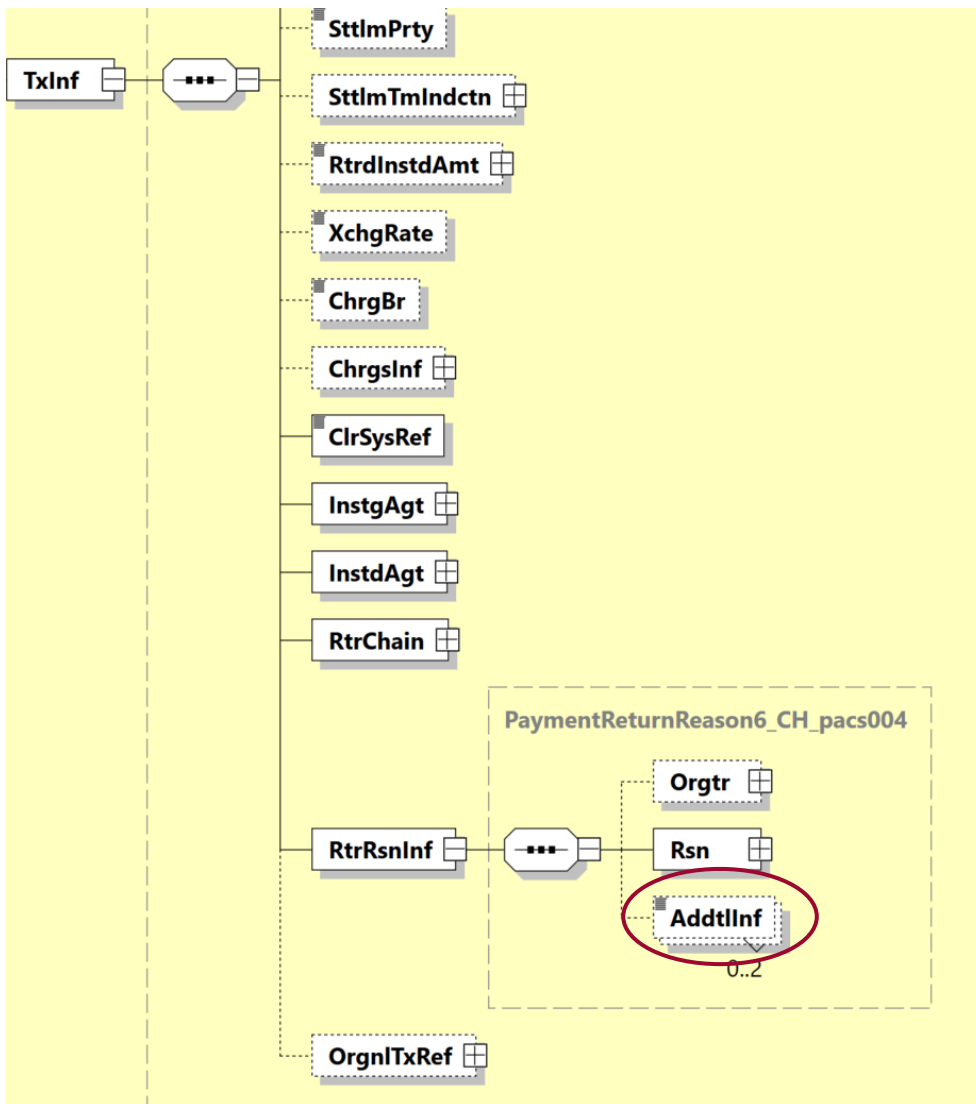 SttlmPrty
TxInf
SttlmTmIndctn
RtrdInstdAmt
XchgRate
ChrgBr
ChrgsInf
ClrSysRef
InstgAgt
InstdAgt
RtrChain
PaymentReturnReason6_CH_pacs004
Orgtr
RtrRsnInf
Rsn
AddtlInf
0..2
OrgnlTxRef